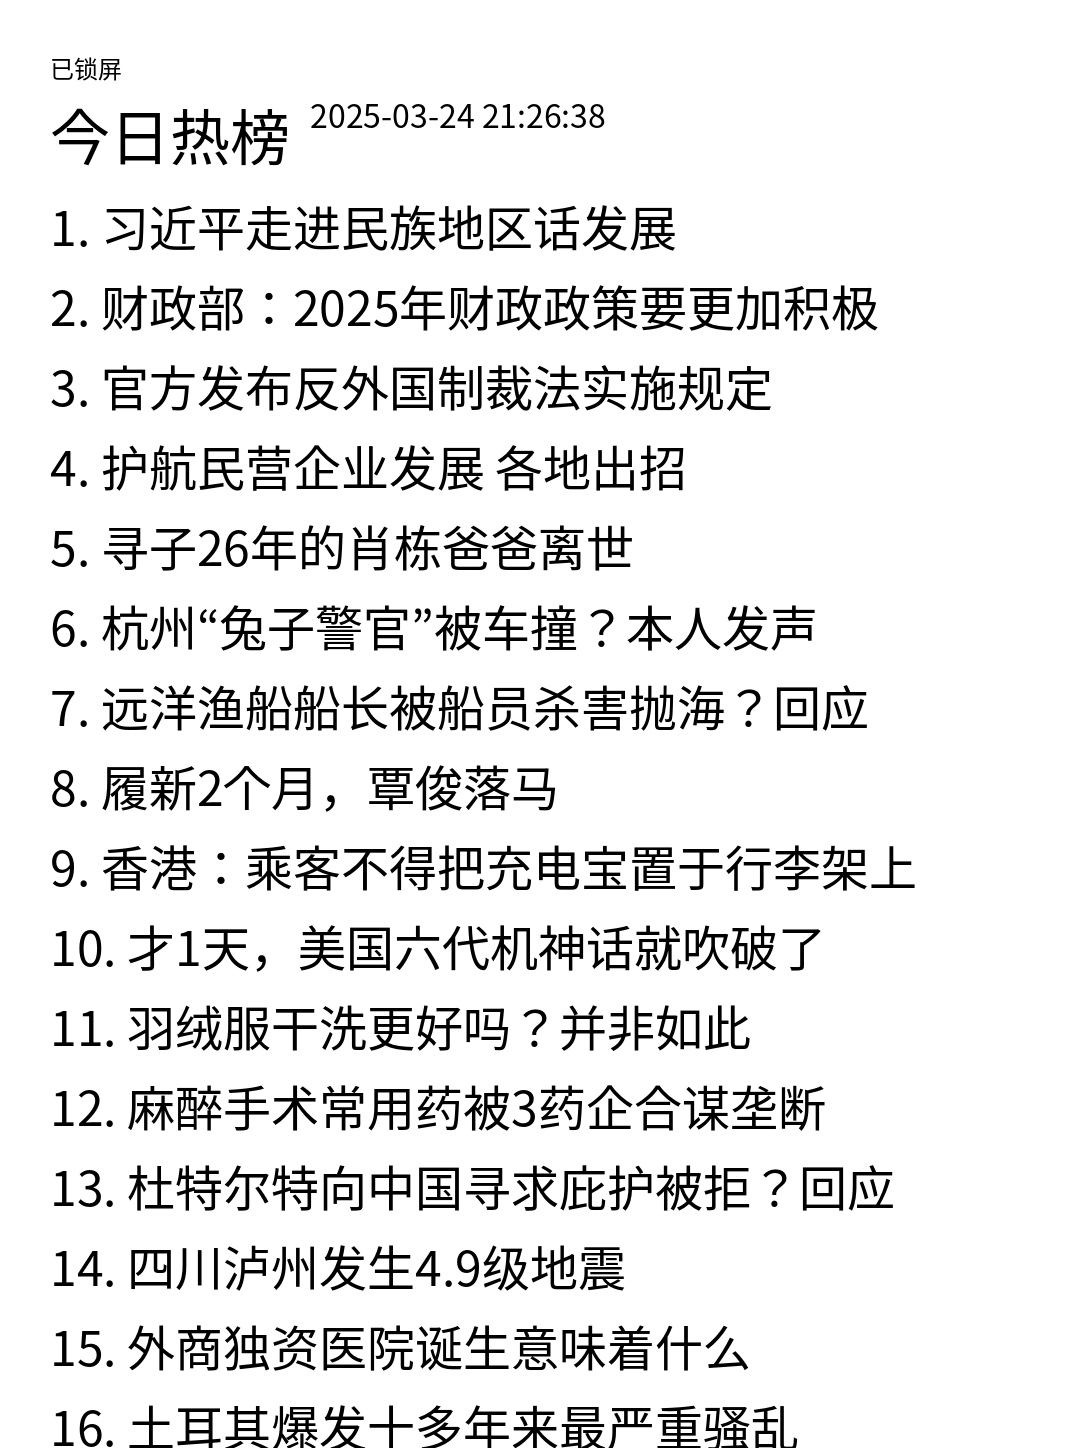 已锁屏
今日热榜 2025-03-24 21:26:38
1. 习近平走进民族地区话发展
2. 财政部：2025年财政政策要更加积极
3. 官方发布反外国制裁法实施规定
4. 护航民营企业发展 各地出招
5. 寻子26年的肖栋爸爸离世
6. 杭州“兔子警官”被车撞？本人发声
7. 远洋渔船船长被船员杀害抛海？回应
8. 履新2个月，覃俊落马
9. 香港：乘客不得把充电宝置于行李架上
10. 才1天，美国六代机神话就吹破了
11. 羽绒服干洗更好吗？并非如此
12. 麻醉手术常用药被3药企合谋垄断
13. 杜特尔特向中国寻求庇护被拒？回应
14. 四川泸州发生4.9级地震
15. 外商独资医院诞生意味着什么
16. 土耳其爆发十多年来最严重骚乱